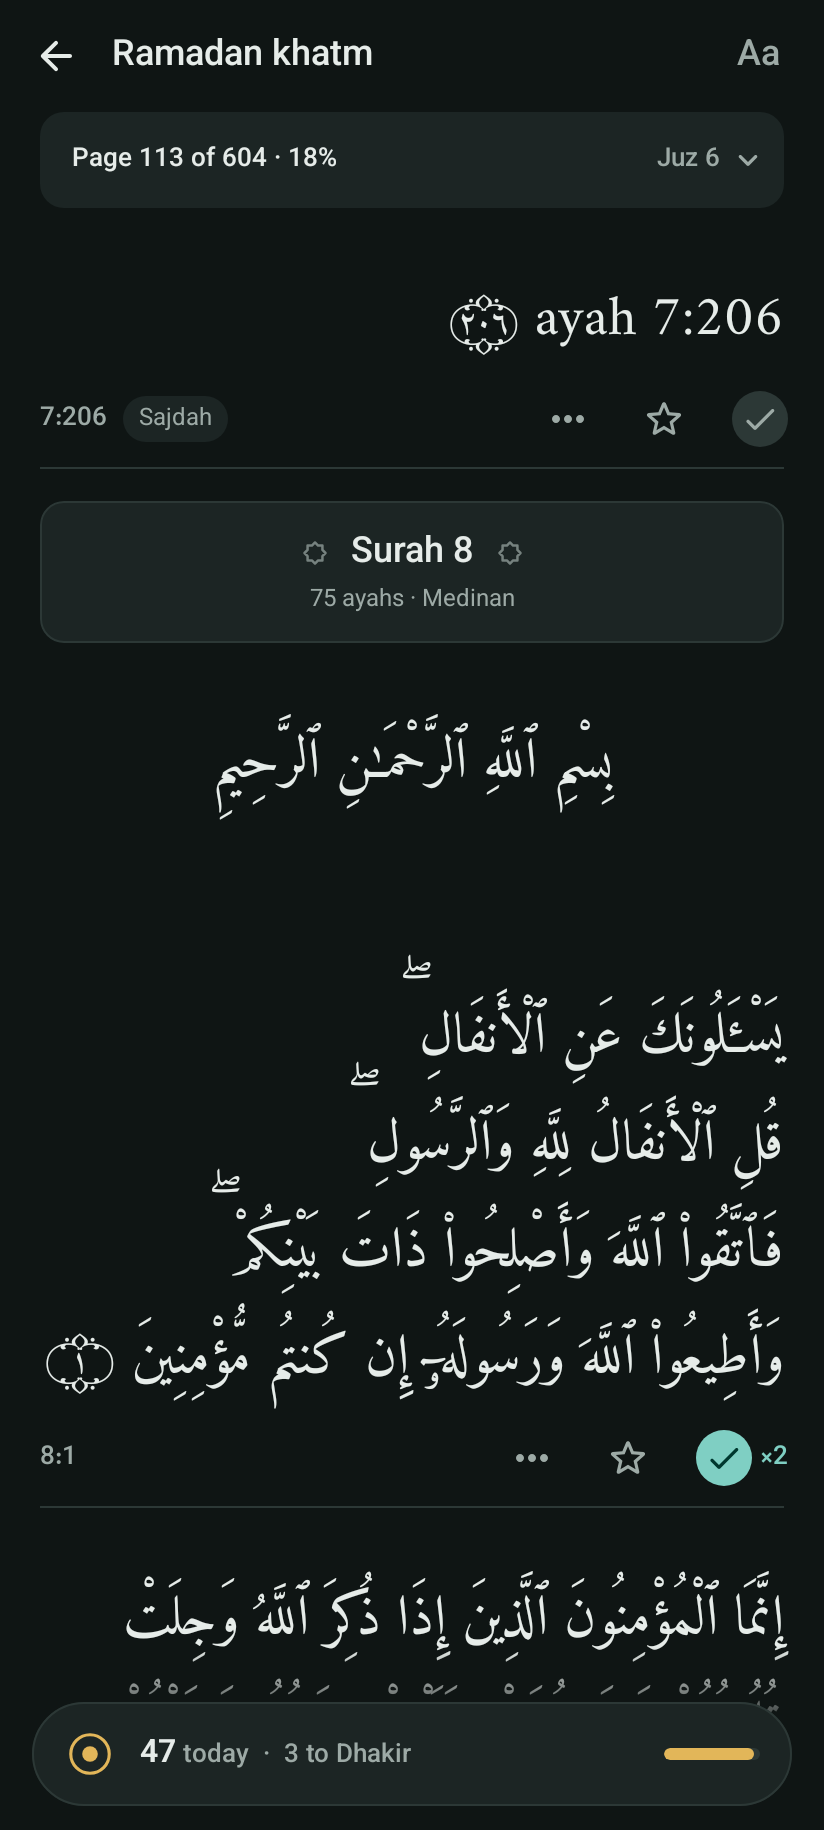 Ramadan khatm
Aa
Page 113 of 604 · 18%
Juz 6
ayah 7:206 ٢٠٦
7:206
Sajdah
Surah 8
75 ayahs · Medinan
بِسْمِ ٱللَّهِ ٱلرَّحْمَـٰنِ ٱلرَّحِيمِ
يَسْـَٔلُونَكَ عَنِ ٱلْأَنفَالِ ۖ
قُلِ ٱلْأَنفَالُ لِلَّهِ وَٱلرَّسُولِ ۖ
فَٱتَّقُوا۟ ٱللَّهَ وَأَصْلِحُوا۟ ذَاتَ بَيْنِكُمْ ۖ
وَأَطِيعُوا۟ ٱللَّهَ وَرَسُولَهُۥٓ إِن كُنتُم مُّؤْمِنِينَ ١
8:1
×2
إِنَّمَا ٱلْمُؤْمِنُونَ ٱلَّذِينَ إِذَا ذُكِرَ ٱللَّهُ وَجِلَتْ
47 today · 3 to Dhakir